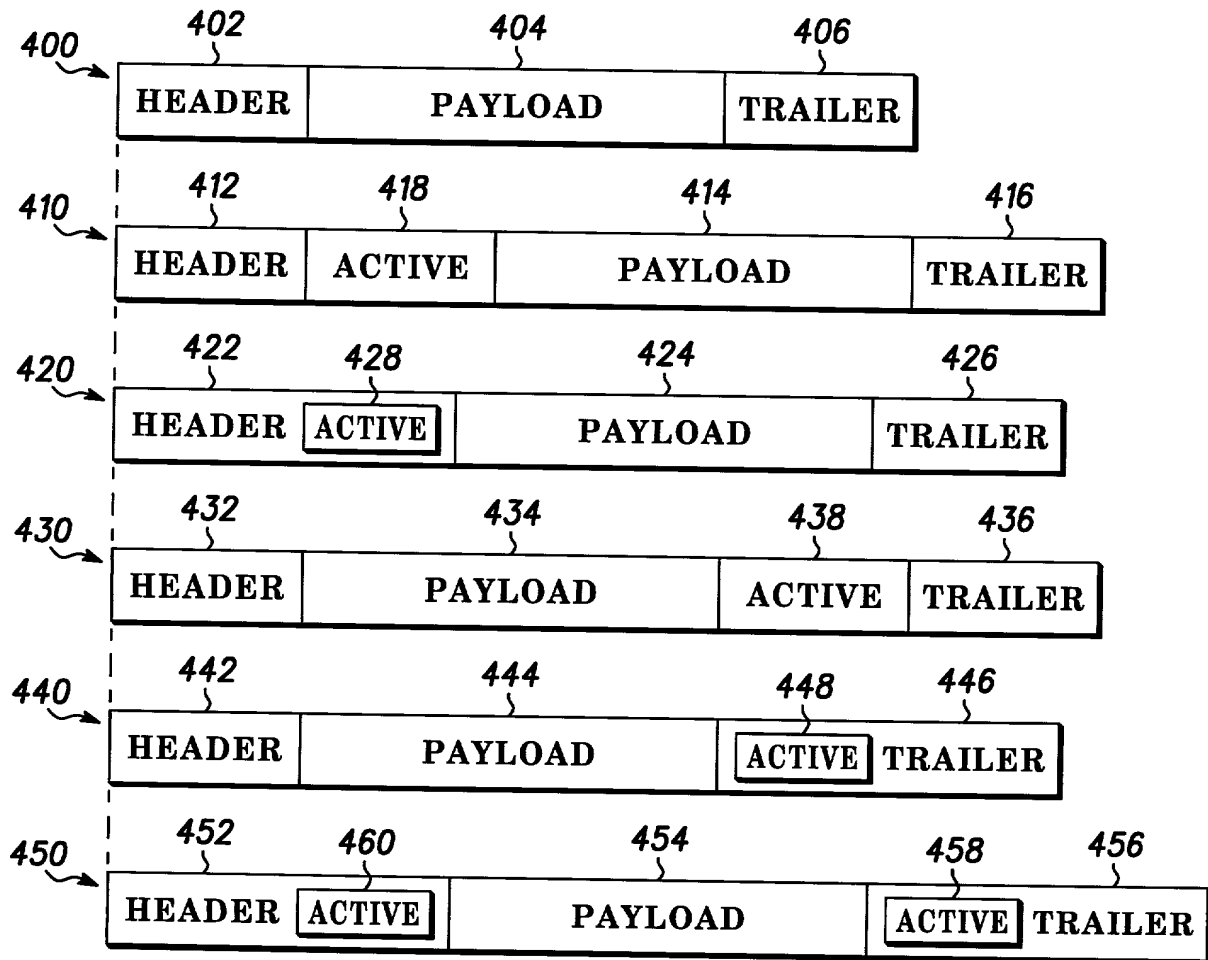 402 404 406
400
HEADER PAYLOAD TRAILER
412 418 414 416
410
HEADER ACTIVE PAYLOAD TRAILER
422 428 424 426
420
HEADER ACTIVE PAYLOAD TRAILER
432 434 438 436
430
HEADER PAYLOAD ACTIVE TRAILER
442 444 448 446
440
HEADER PAYLOAD ACTIVE TRAILER
452 460 454 458 456
450
HEADER ACTIVE PAYLOAD ACTIVE TRAILER